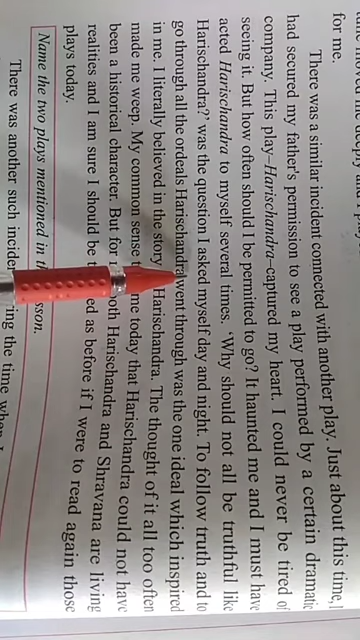 for me.
There was a similar incident connected with another play. Just about this time, I
had secured my father's permission to see a play performed by a certain dramatic
company. This play–Harischandra–captured my heart. I could never be tired of
seeing it. But how often should I be permitted to go? It haunted me and I must have
acted Harischandra to myself several times. 'Why should not all be truthful like
Harischandra?' was the question I asked myself day and night. To follow truth and to
go through all the ordeals Harischandra went through was the one ideal which inspired
in me. I literally believed in the story Harischandra. The thought of it all too often
made me weep. My common sense me today that Harischandra could not have
been a historical character. But for both Harischandra and Shravana are living
realities and I am sure I should be ed as before if I were to read again those
plays today.
Name the two plays mentioned in sson.
There was another such incide ring the time when I